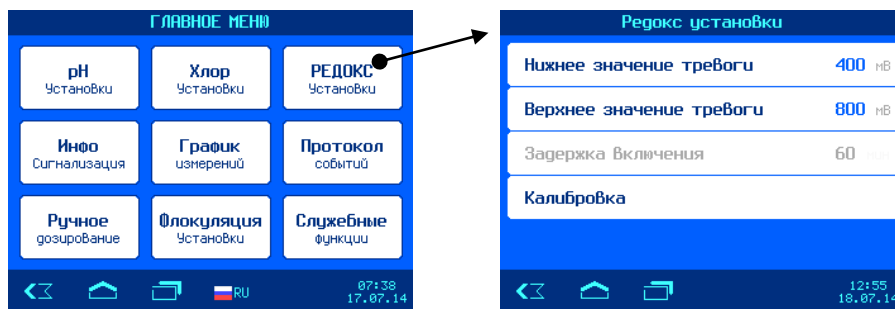 ГЛАВНОЕ МЕНЮ
pH
Установки
Хлор
Установки
РЕДОКС
Установки
Инфо
Сигнализация
График
измерений
Протокол
событий
Ручное
дозирование
Флокуляция
Установки
Служебные
функции
RU
07:38
17.07.14
Редокс установки
Нижнее значение тревоги 400 мВ
Верхнее значение тревоги 800 мВ
Задержка включения 60
Калибровка
12:55
18.07.14